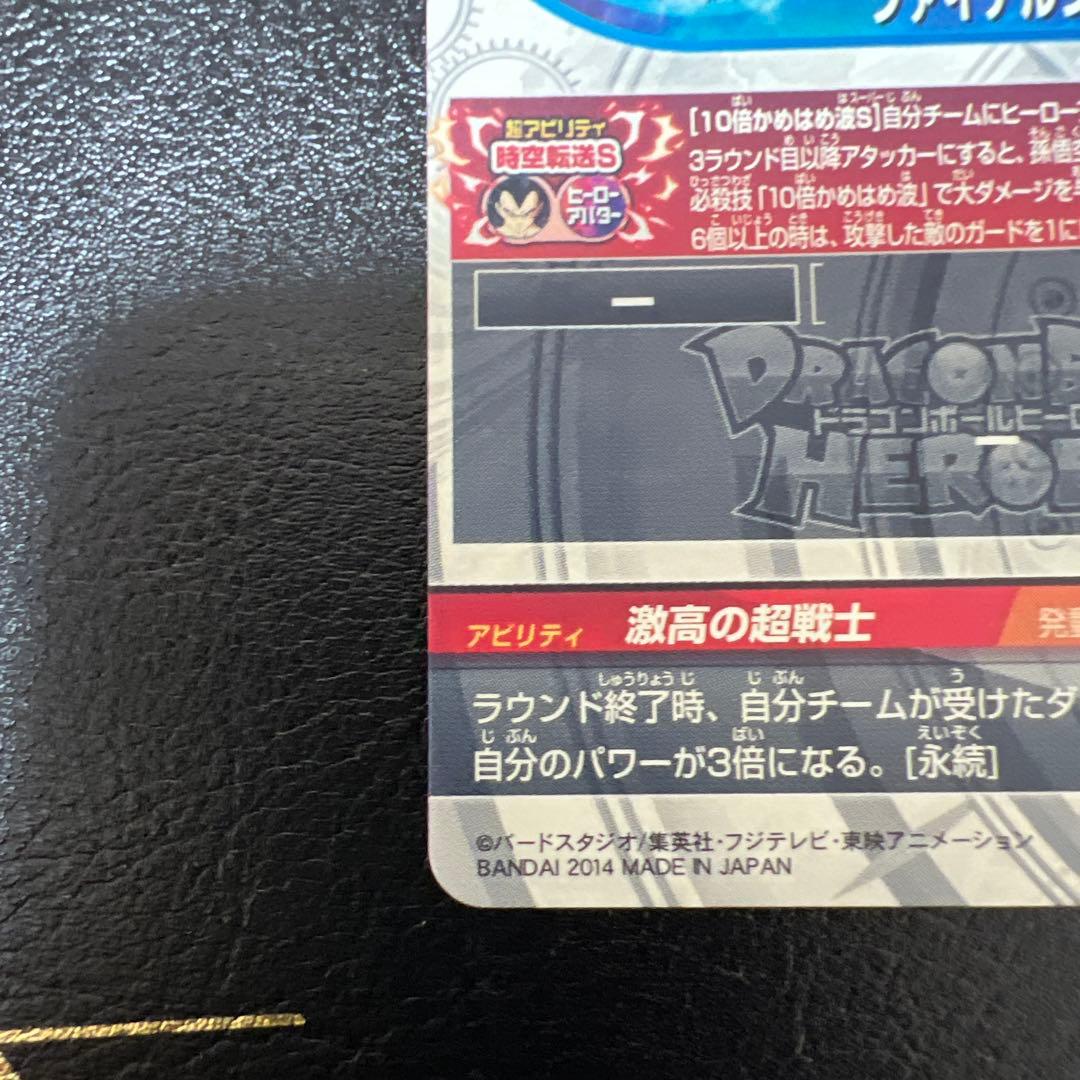 ファイナル
超アビリティ
時空転送S
ヒーロー
アバター
[10倍かめはめ波S]自分チームにヒーロー
3ラウンド目以降アタッカーにすると、孫悟空
必殺技「10倍かめはめ波」で大ダメージを
6個以上の時は、攻撃した敵のガードを1に
ー
DRAGON B
ドラゴンボールヒーロ
HERO
ー
アビリティ 激高の超戦士 発動
ラウンド終了時、自分チームが受けたダ
自分のパワーが3倍になる。[永続]
©バードスタジオ/集英社・フジテレビ・東映アニメーション
BANDAI 2014 MADE IN JAPAN